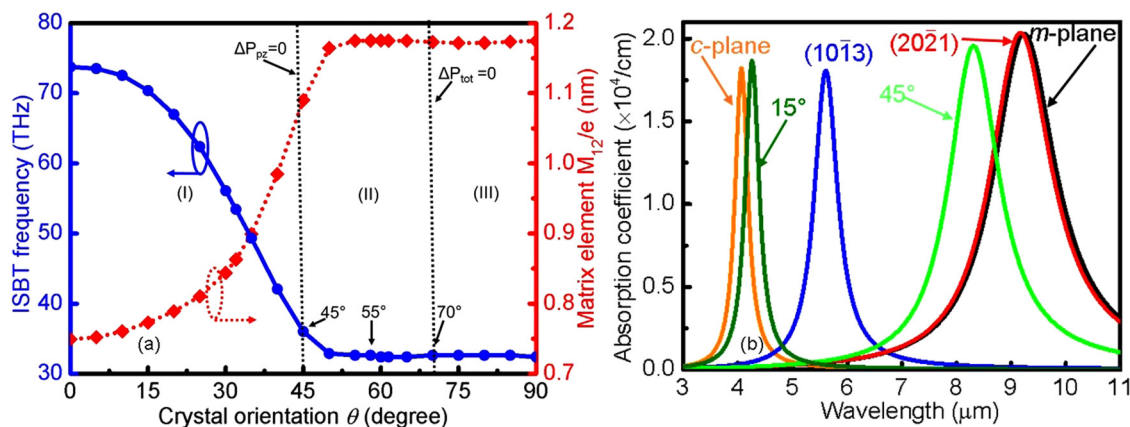 80
70
60
50
40
30
ISBT frequency (THz)
0 15 30 45 60 75 90
Crystal orientation θ (degree)
1.2
1.1
1.0
0.9
0.8
0.7
Matrix element M12/e (nm)
ΔPpz=0
ΔPtot=0
(I)
(II)
(III)
45° 55° 70°
(a)
2.0
1.5
1.0
0.5
0.0
Absorption coefficient (×10⁴/cm)
c-plane
(101̄3)
(202̄1)
m-plane
15°
45°
(b)
3 4 5 6 7 8 9 10 11
Wavelength (μm)